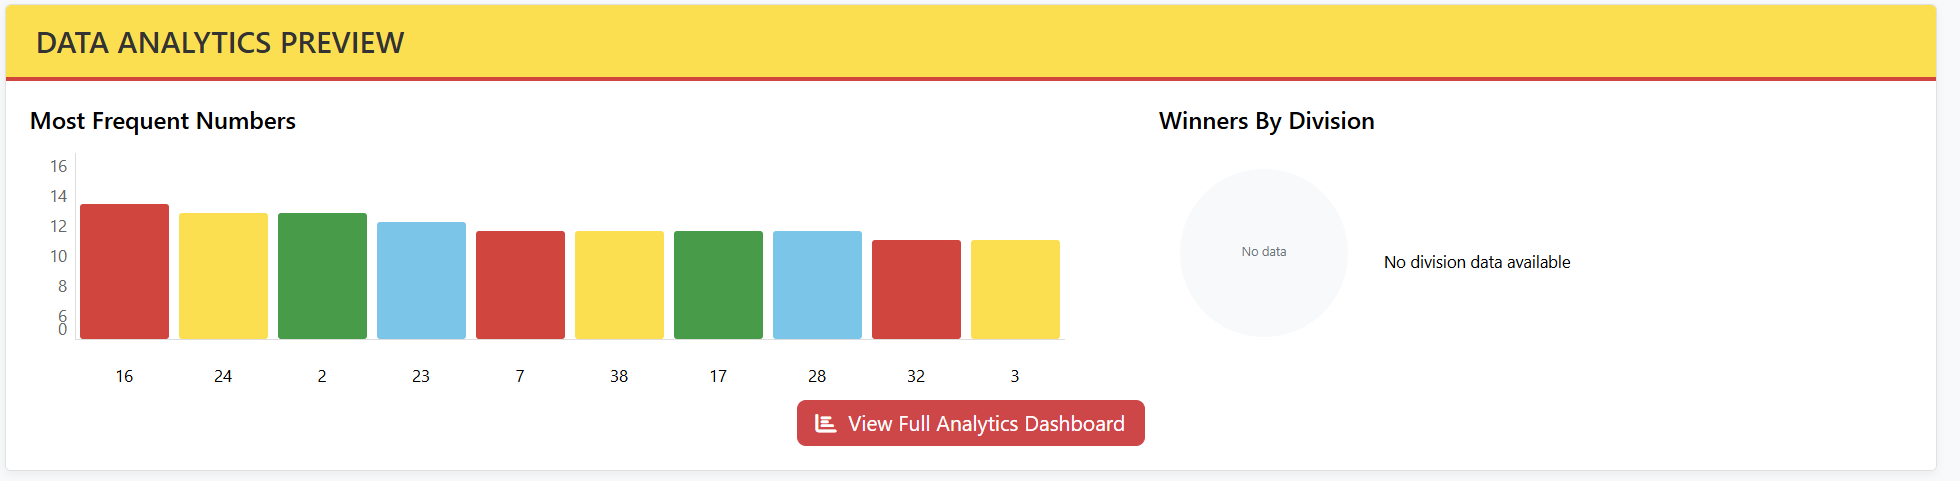 DATA ANALYTICS PREVIEW
Most Frequent Numbers
16
14
12
10
8
6
0
16 24 2 23 7 38 17 28 32 3
Winners By Division
No data
No division data available
View Full Analytics Dashboard